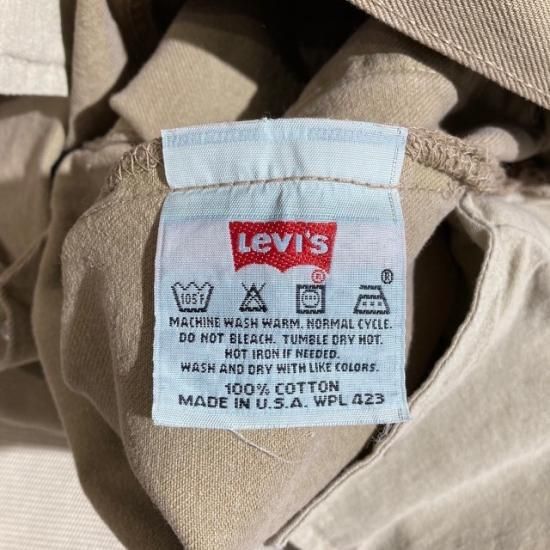 Levi's
®
®
105°F
MACHINE WASH WARM. NORMAL CYCLE.
DO NOT BLEACH. TUMBLE DRY HOT.
HOT IRON IF NEEDED.
WASH AND DRY WITH LIKE COLORS.
100% COTTON
MADE IN U.S.A. WPL 423